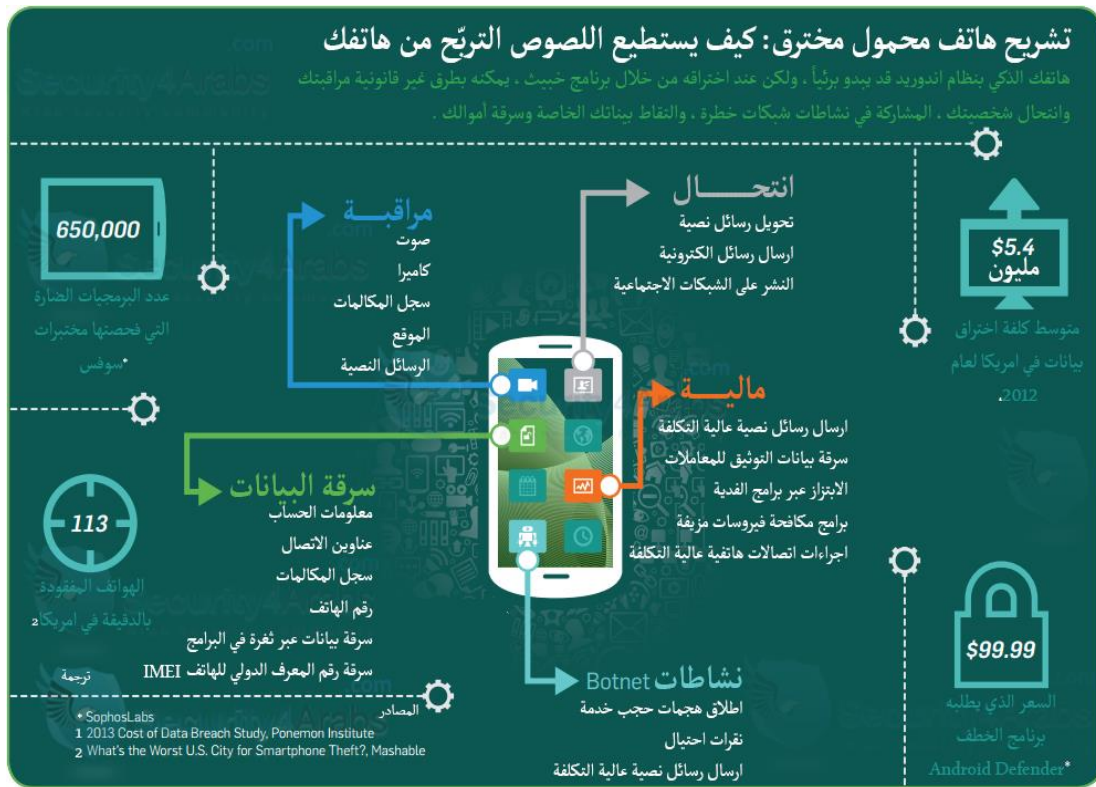 تشريح هاتف محمول مخترق: كيف يستطيع اللصوص التربّح من هاتفك
هاتفك الذكي بنظام اندوريد قد يبدو برئياً ، ولكن عند اختراقه من خلال برنامج خبيث ، يمكنه بطرق غير قانونية مراقبتك
وانتحال شخصيتك ، المشاركة في نشاطات شبكات خطرة ، والتقاط بيناتك الخاصة وسرقة أموالك .
$5.4
مليون
متوسط كلفة اختراق
بيانات في امريكا لعام
2012
انتحــــــال
تحويل رسائل نصية
ارسال رسائل الكترونية
النشر على الشبكات الاجتماعية
مراقبــــة
صوت
كاميرا
سجل المكالمات
الموقع
الرسائل النصية
650,000
عدد البرمجيات الضارة
التي فحصتها مختبرات
سوفس*
ماليــــة
ارسال رسائل نصية عالية التكلفة
سرقة بيانات التوثيق للمعاملات
الابتزاز عبر برامج الفدية
برامج مكافحة فيروسات مزيفة
اجراءات اتصالات هاتفية عالية التكلفة
سرقة البيانات
معلومات الحساب
عناوين الاتصال
سجل المكالمات
رقم الهاتف
سرقة بيانات عبر ثغرة في البرامج
سرقة رقم المعرف الدولي للهاتف IMEI
113
الهواتف المفقودة
بالدقيقة في امريكا2
$99.99
السعر الذي يطلبه
برنامج الخطف
Android Defender*
نشاطات Botnet
اطلاق هجمات حجب خدمة
نقرات احتيال
ارسال رسائل نصية عالية التكلفة
ترجمة
المصادر
* SophosLabs
1 2013 Cost of Data Breach Study, Ponemon Institute
2 What's the Worst U.S. City for Smartphone Theft?, Mashable
Security4Arabs
.com